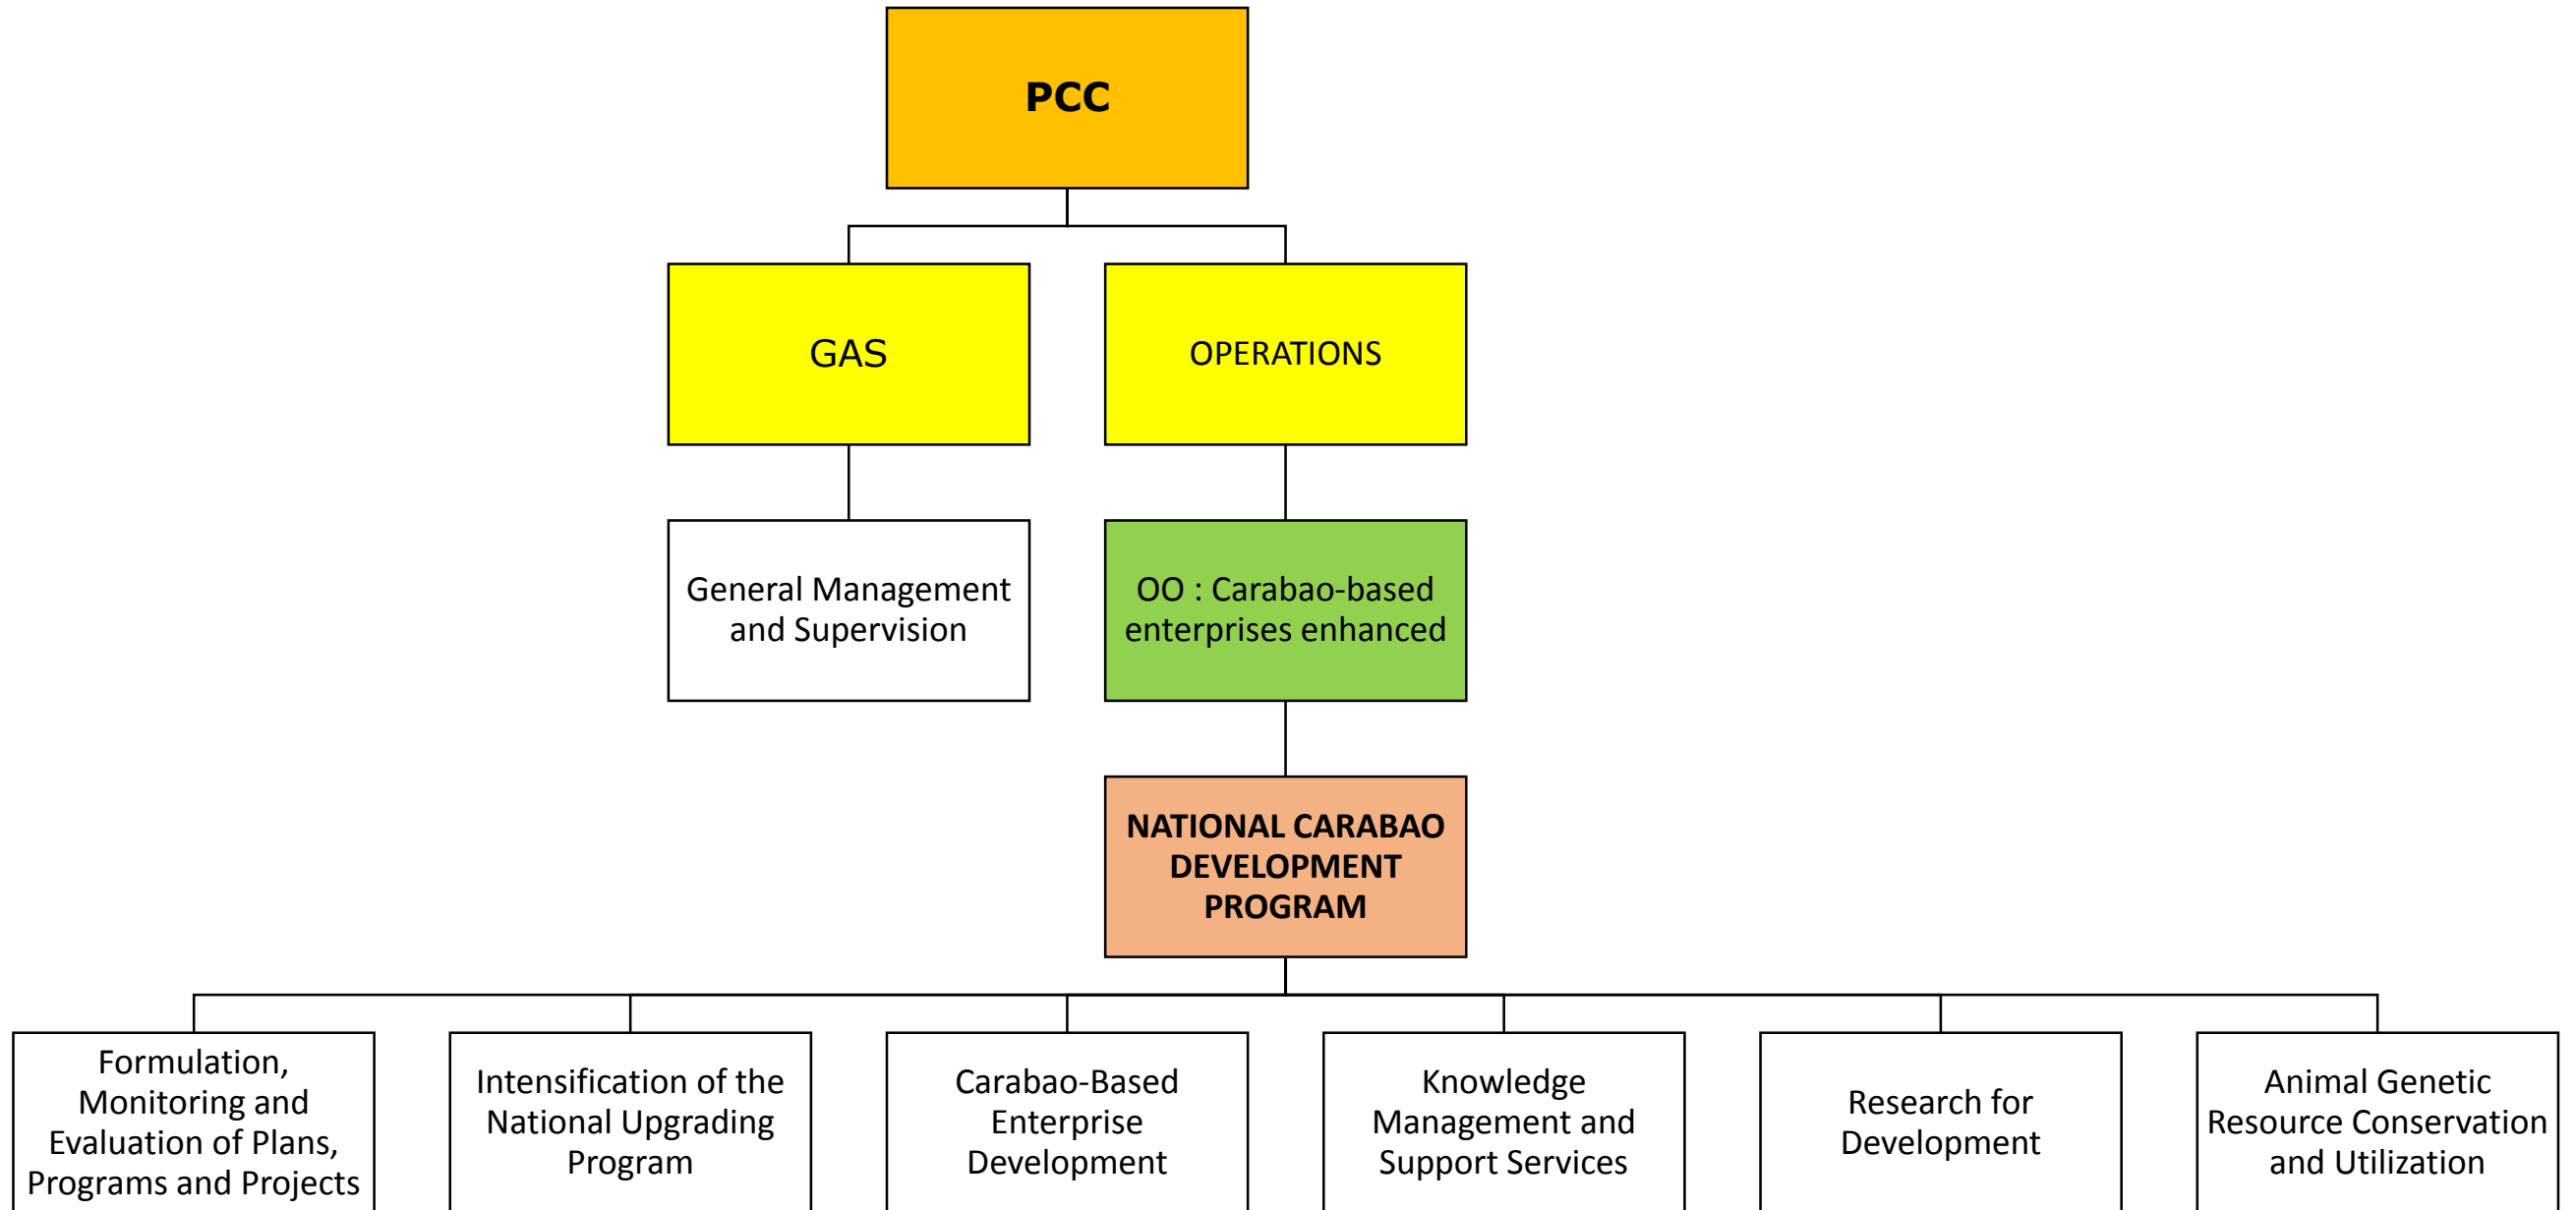 PCC
GAS
OPERATIONS
General Management
and Supervision
OO : Carabao-based
enterprises enhanced
NATIONAL CARABAO
DEVELOPMENT
PROGRAM
Formulation,
Monitoring and
Evaluation of Plans,
Programs and Projects
Intensification of the
National Upgrading
Program
Carabao-Based
Enterprise
Development
Knowledge
Management and
Support Services
Research for
Development
Animal Genetic
Resource Conservation
and Utilization